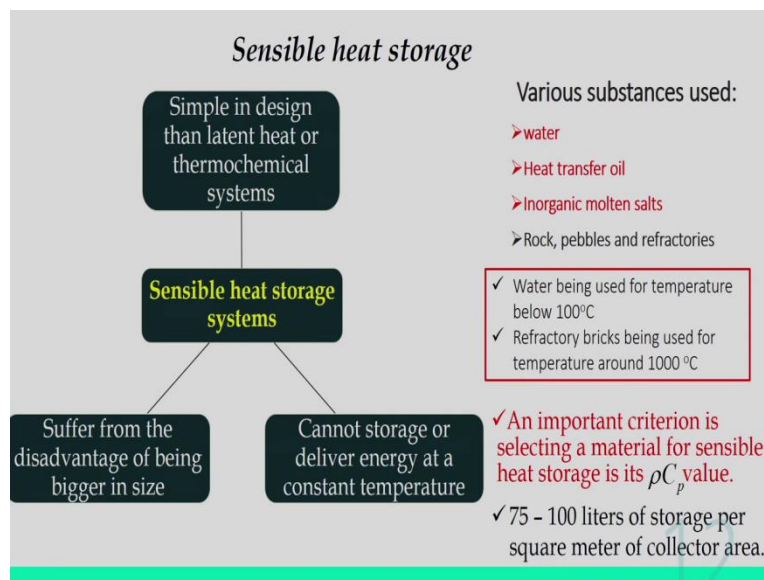 Sensible heat storage
Simple in design
than latent heat or
thermochemical
systems
Sensible heat storage
systems
Suffer from the
disadvantage of being
bigger in size
Cannot storage or
deliver energy at a
constant temperature
Various substances used:
➢water
➢Heat transfer oil
➢Inorganic molten salts
➢Rock, pebbles and refractories
✓ Water being used for temperature
below 100⁰C
✓ Refractory bricks being used for
temperature around 1000 ⁰C
✓An important criterion is
selecting a material for sensible
heat storage is its ρCₚ value.
✓ 75 – 100 liters of storage per
square meter of collector area.
12